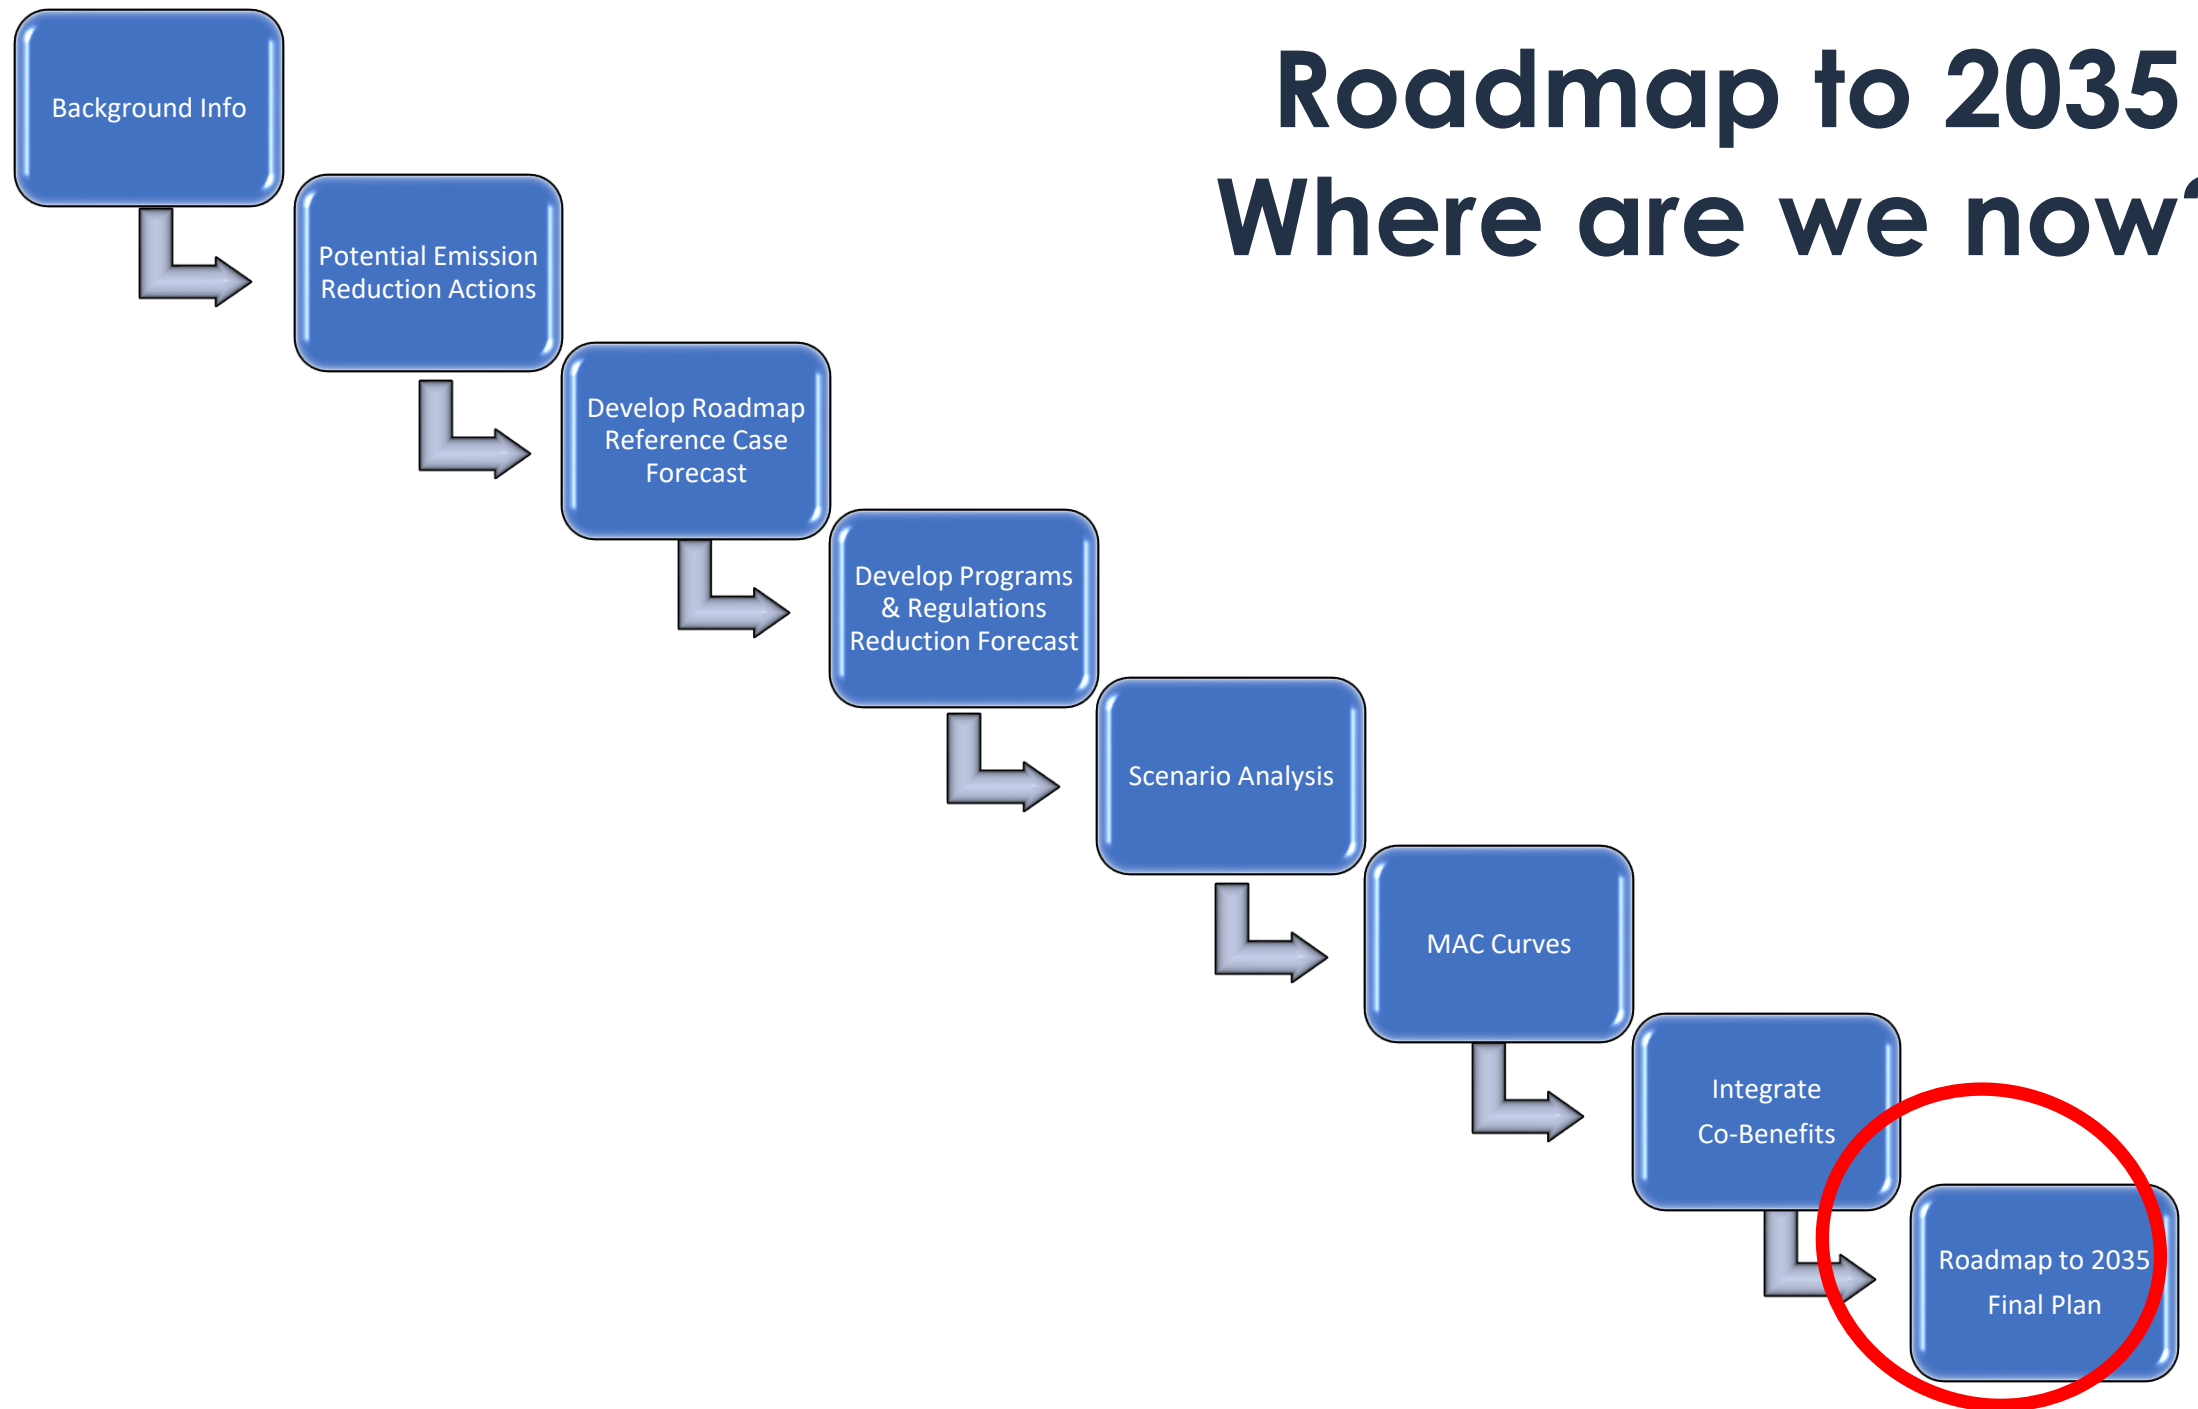 Roadmap to 2035
Where are we now?
Background Info
Potential Emission
Reduction Actions
Develop Roadmap
Reference Case
Forecast
Develop Programs
& Regulations
Reduction Forecast
Scenario Analysis
MAC Curves
Integrate
Co-Benefits
Roadmap to 2035
Final Plan